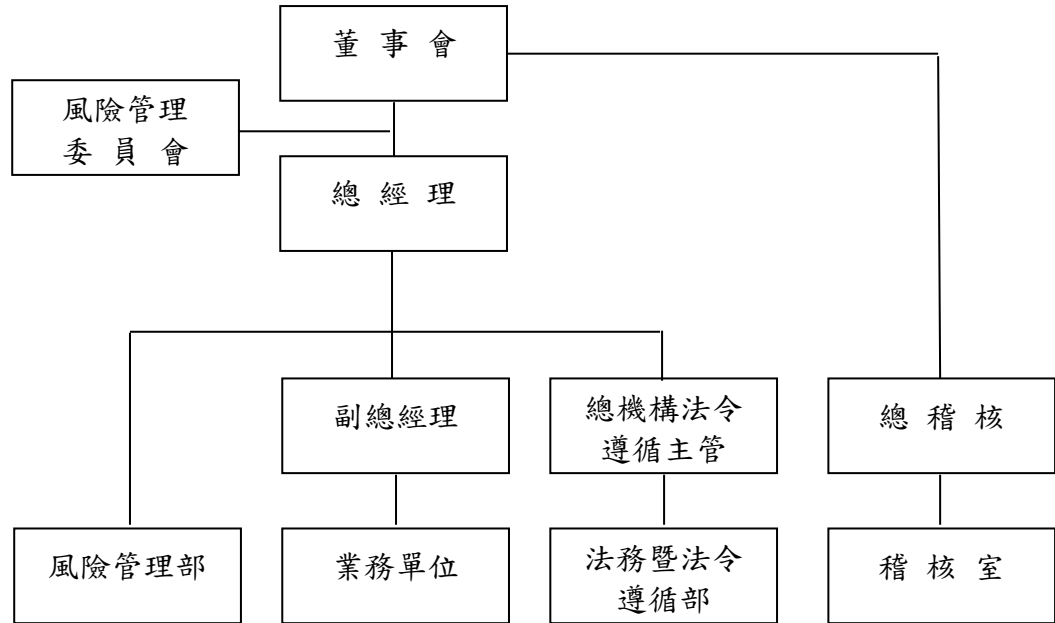 董 事 會
風險管理
委 員 會
總 經 理
副總經理
總機構法令
遵循主管
總 稽 核
風險管理部
業務單位
法務暨法令
遵循部
稽 核 室